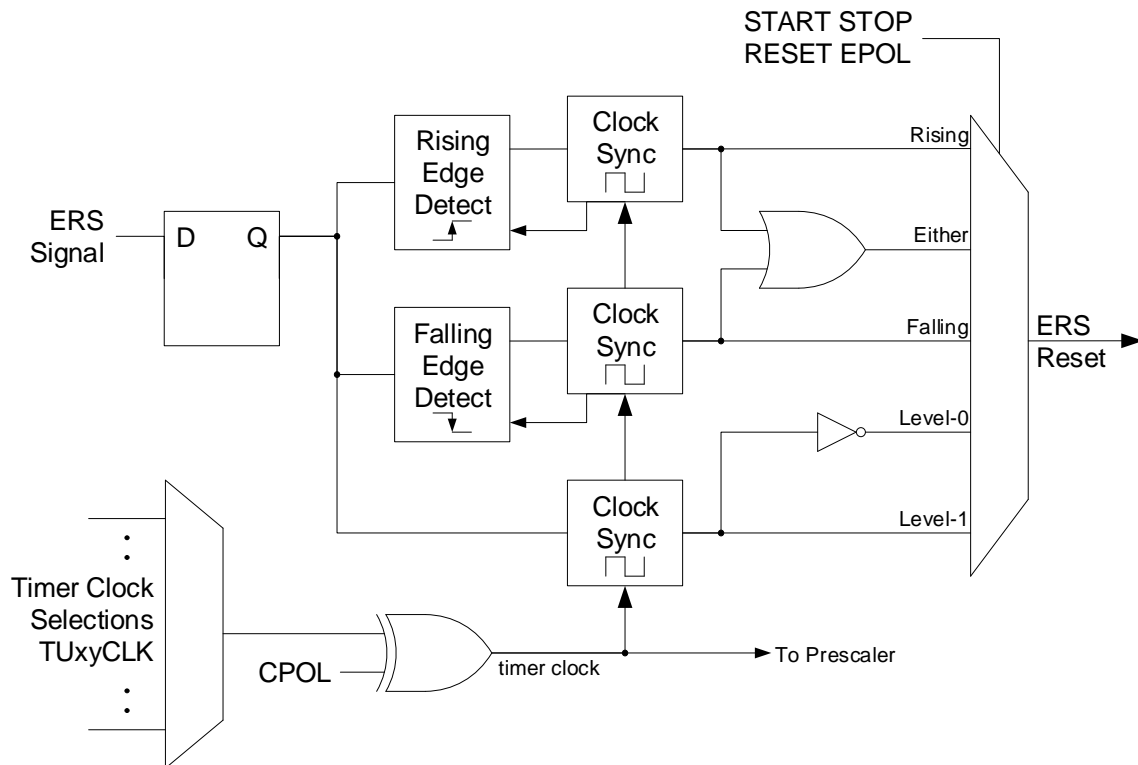 START STOP
RESET EPOL
Clock
Sync
Rising
Edge
Detect
Rising
ERS
Signal
D
Q
Either
Clock
Sync
Falling
Edge
Detect
Falling
ERS
Reset
Level-0
Clock
Sync
Level-1
Timer Clock
Selections
TUxyCLK
CPOL
timer clock
To Prescaler